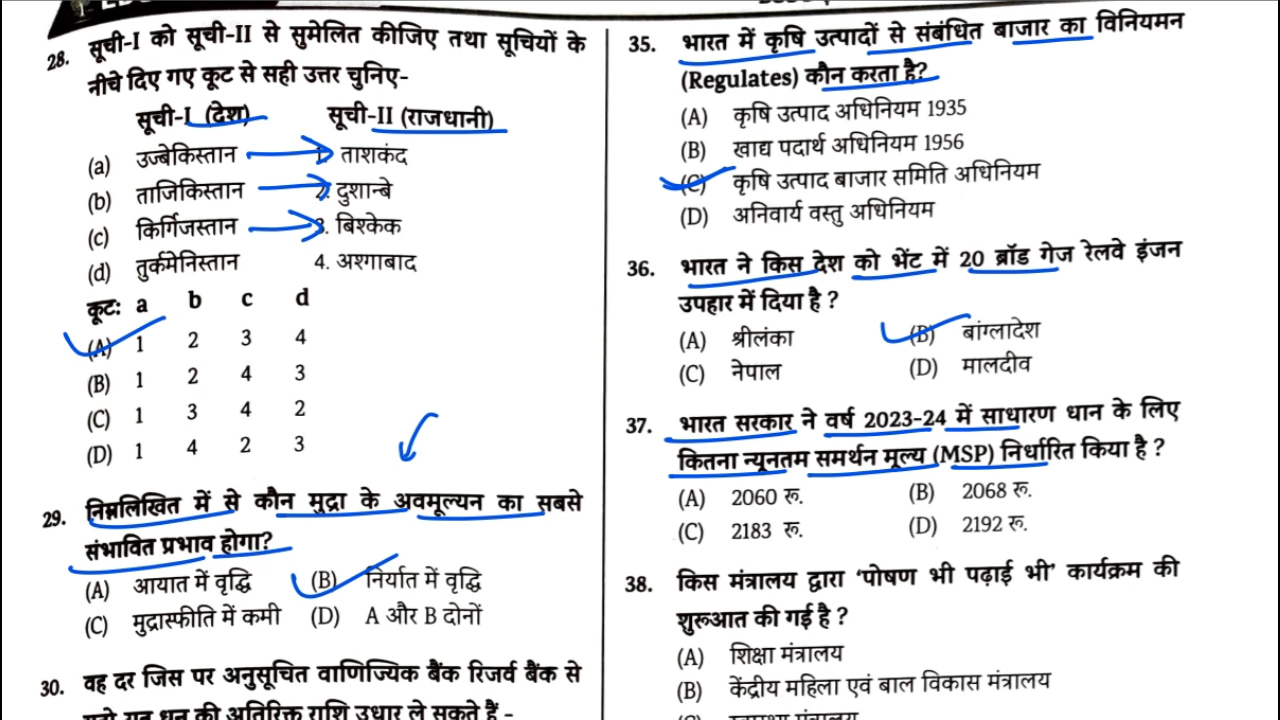 28. सूची-I को सूची-II से सुमेलित कीजिए तथा सूचियों के
नीचे दिए गए कूट से सही उत्तर चुनिए-
सूची-I (देश) सूची-II (राजधानी)
(a) उज्बेकिस्तान 1. ताशकंद
(b) ताजिकिस्तान 2. दुशान्बे
(c) किर्गिजस्तान 3. बिश्केक
(d) तुर्कमेनिस्तान 4. अश्गाबाद
कूट: a b c d
(A) 1 2 3 4
(B) 1 2 4 3
(C) 1 3 4 2
(D) 1 4 2 3
29. निम्नलिखित में से कौन मुद्रा के अवमूल्यन का सबसे
संभावित प्रभाव होगा?
(A) आयात में वृद्धि (B) निर्यात में वृद्धि
(C) मुद्रास्फीति में कमी (D) A और B दोनों
30. वह दर जिस पर अनुसूचित वाणिज्यिक बैंक रिजर्व बैंक से
की अतिरिक्त राशि उधार ले सकते हैं -
35. भारत में कृषि उत्पादों से संबंधित बाजार का विनियमन
(Regulates) कौन करता है?
(A) कृषि उत्पाद अधिनियम 1935
(B) खाद्य पदार्थ अधिनियम 1956
(C) कृषि उत्पाद बाजार समिति अधिनियम
(D) अनिवार्य वस्तु अधिनियम
36. भारत ने किस देश को भेंट में 20 ब्रॉड गेज रेलवे इंजन
उपहार में दिया है ?
(A) श्रीलंका (B) बांग्लादेश
(C) नेपाल (D) मालदीव
37. भारत सरकार ने वर्ष 2023-24 में साधारण धान के लिए
कितना न्यूनतम समर्थन मूल्य (MSP) निर्धारित किया है ?
(A) 2060 रू. (B) 2068 रू.
(C) 2183 रू. (D) 2192 रू.
38. किस मंत्रालय द्वारा ‘पोषण भी पढ़ाई भी’ कार्यक्रम की
शुरूआत की गई है ?
(A) शिक्षा मंत्रालय
(B) केंद्रीय महिला एवं बाल विकास मंत्रालय